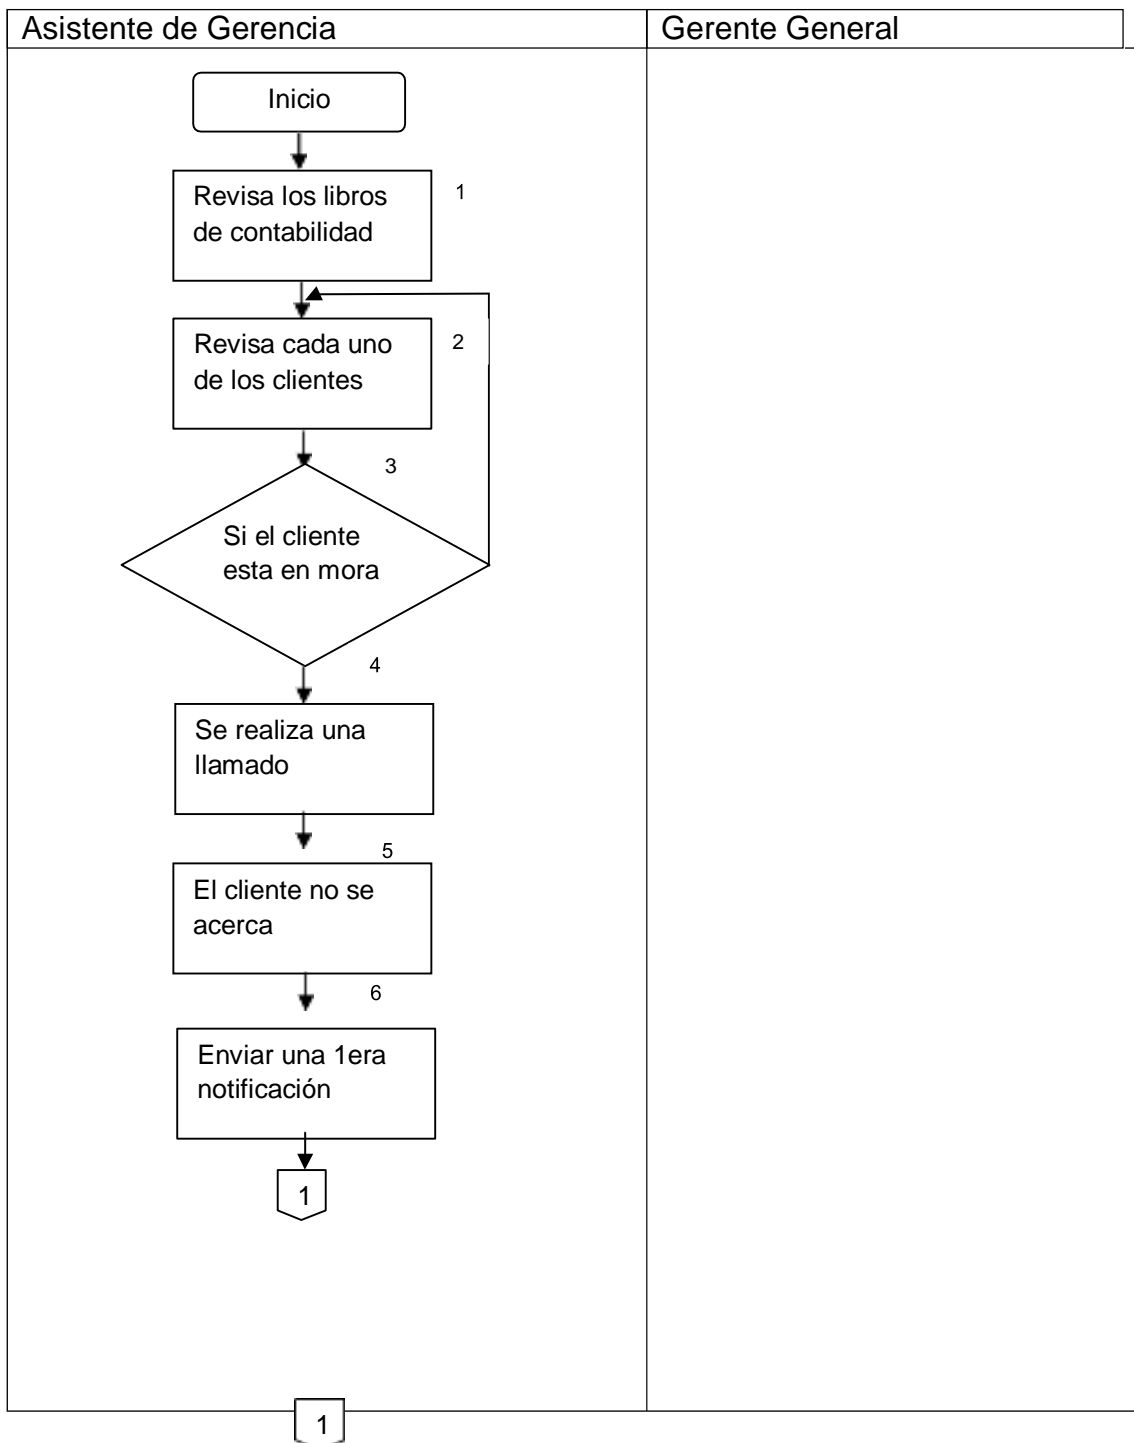 Asistente de Gerencia
Gerente General
Inicio
Revisa los libros
de contabilidad
1
Revisa cada uno
de los clientes
2
3
Si el cliente
esta en mora
4
Se realiza una
llamado
5
El cliente no se
acerca
6
Enviar una 1era
notificación
1
1